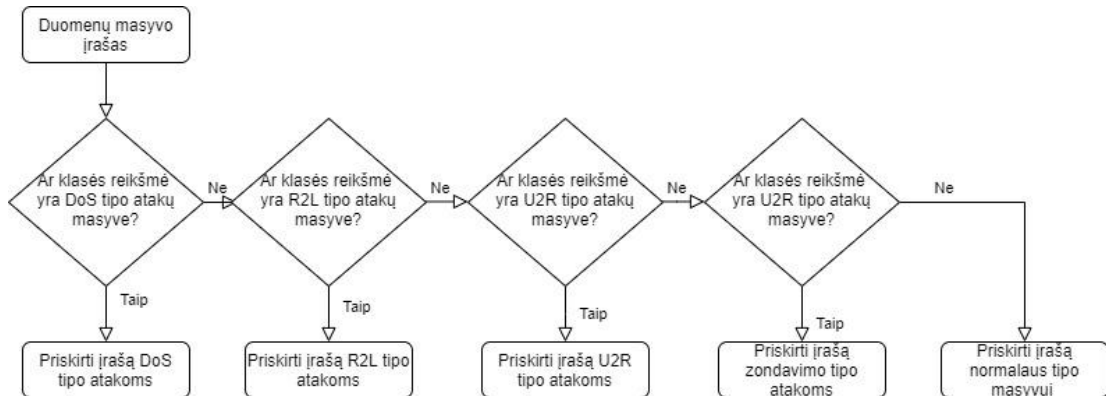 Duomenų masyvo
įrašas
Ar klasės reikšmė
yra DoS tipo atakų
masyve?
Ne
Ar klasės reikšmė
yra R2L tipo atakų
masyve?
Ne
Ar klasės reikšmė
yra U2R tipo atakų
masyve?
Ne
Ar klasės reikšmė
yra U2R tipo atakų
masyve?
Ne
Taip
Taip
Taip
Taip
Priskirti įrašą DoS
tipo atakoms
Priskirti įrašą R2L tipo
atakoms
Priskirti įrašą U2R
tipo atakoms
Priskirti įrašą
zondavimo tipo
atakoms
Priskirti įrašą
normalaus tipo
masyvui